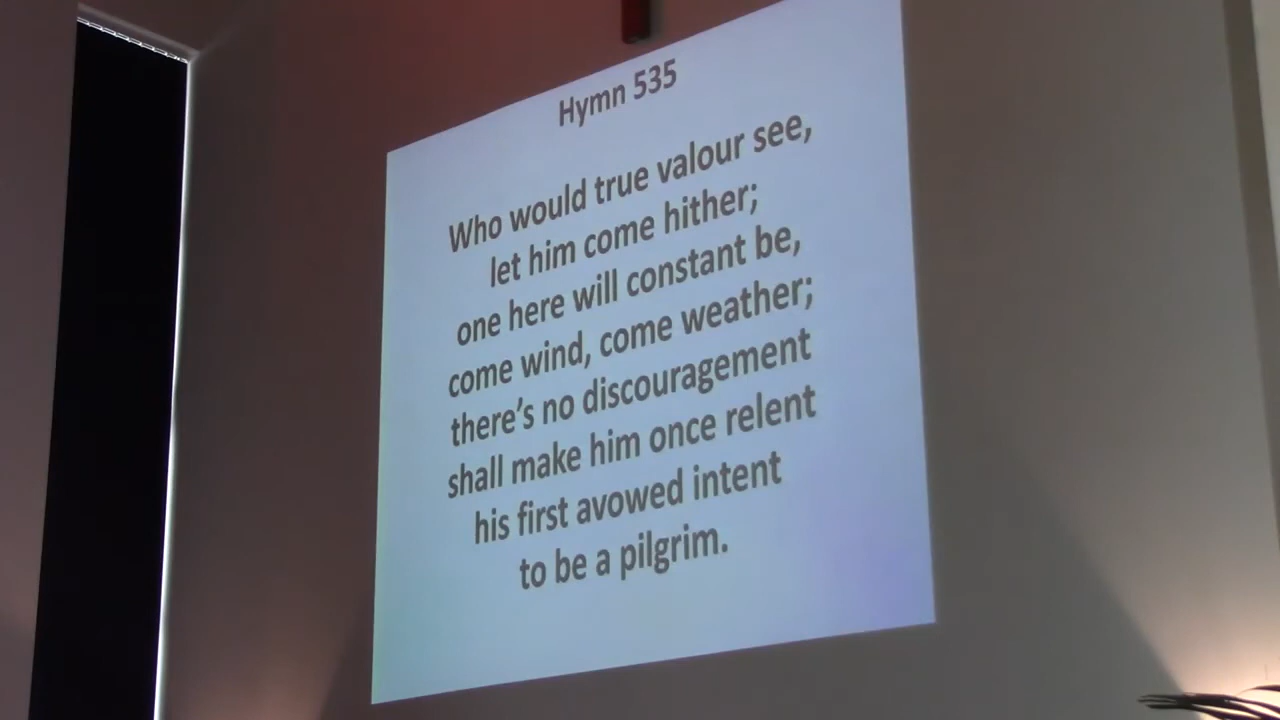 Hymn 535
Who would true valour see,
let him come hither;
one here will constant be,
come wind, come weather;
there’s no discouragement
shall make him once relent
his first avowed intent
to be a pilgrim.